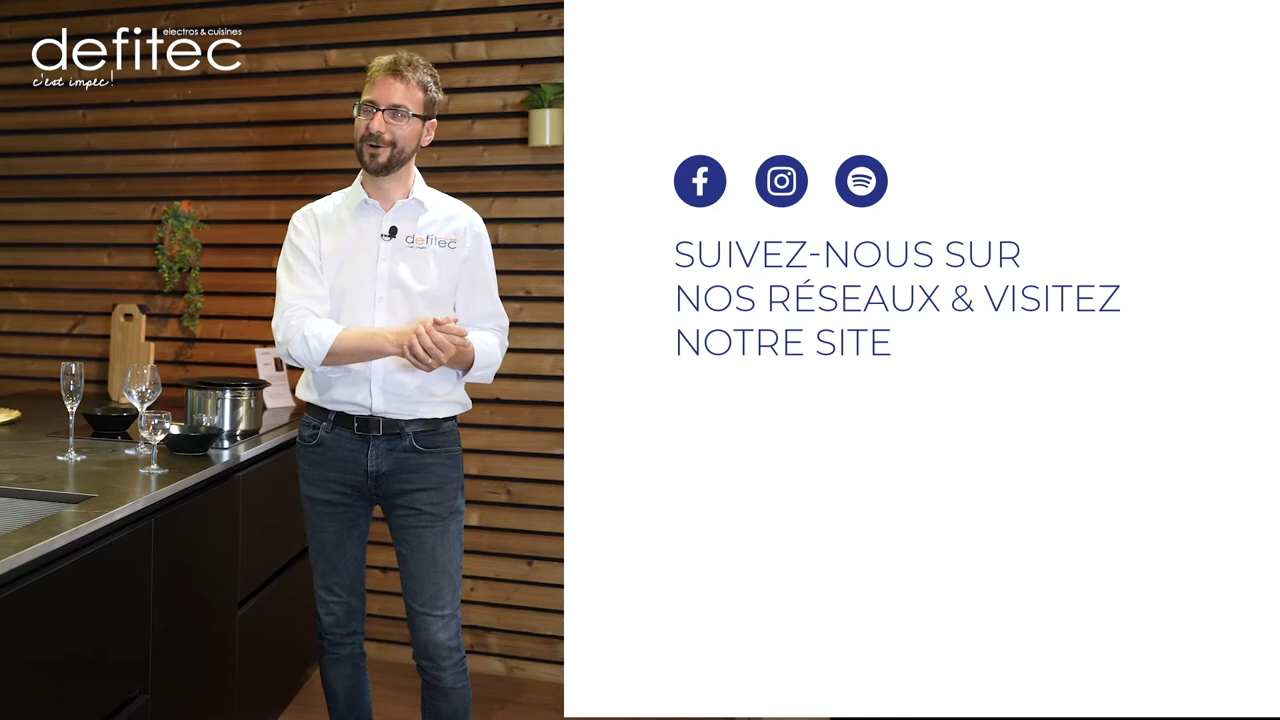 electros & cuisines
defitec
c'est impec!
defitec
SUIVEZ-NOUS SUR
NOS RÉSEAUX & VISITEZ
NOTRE SITE